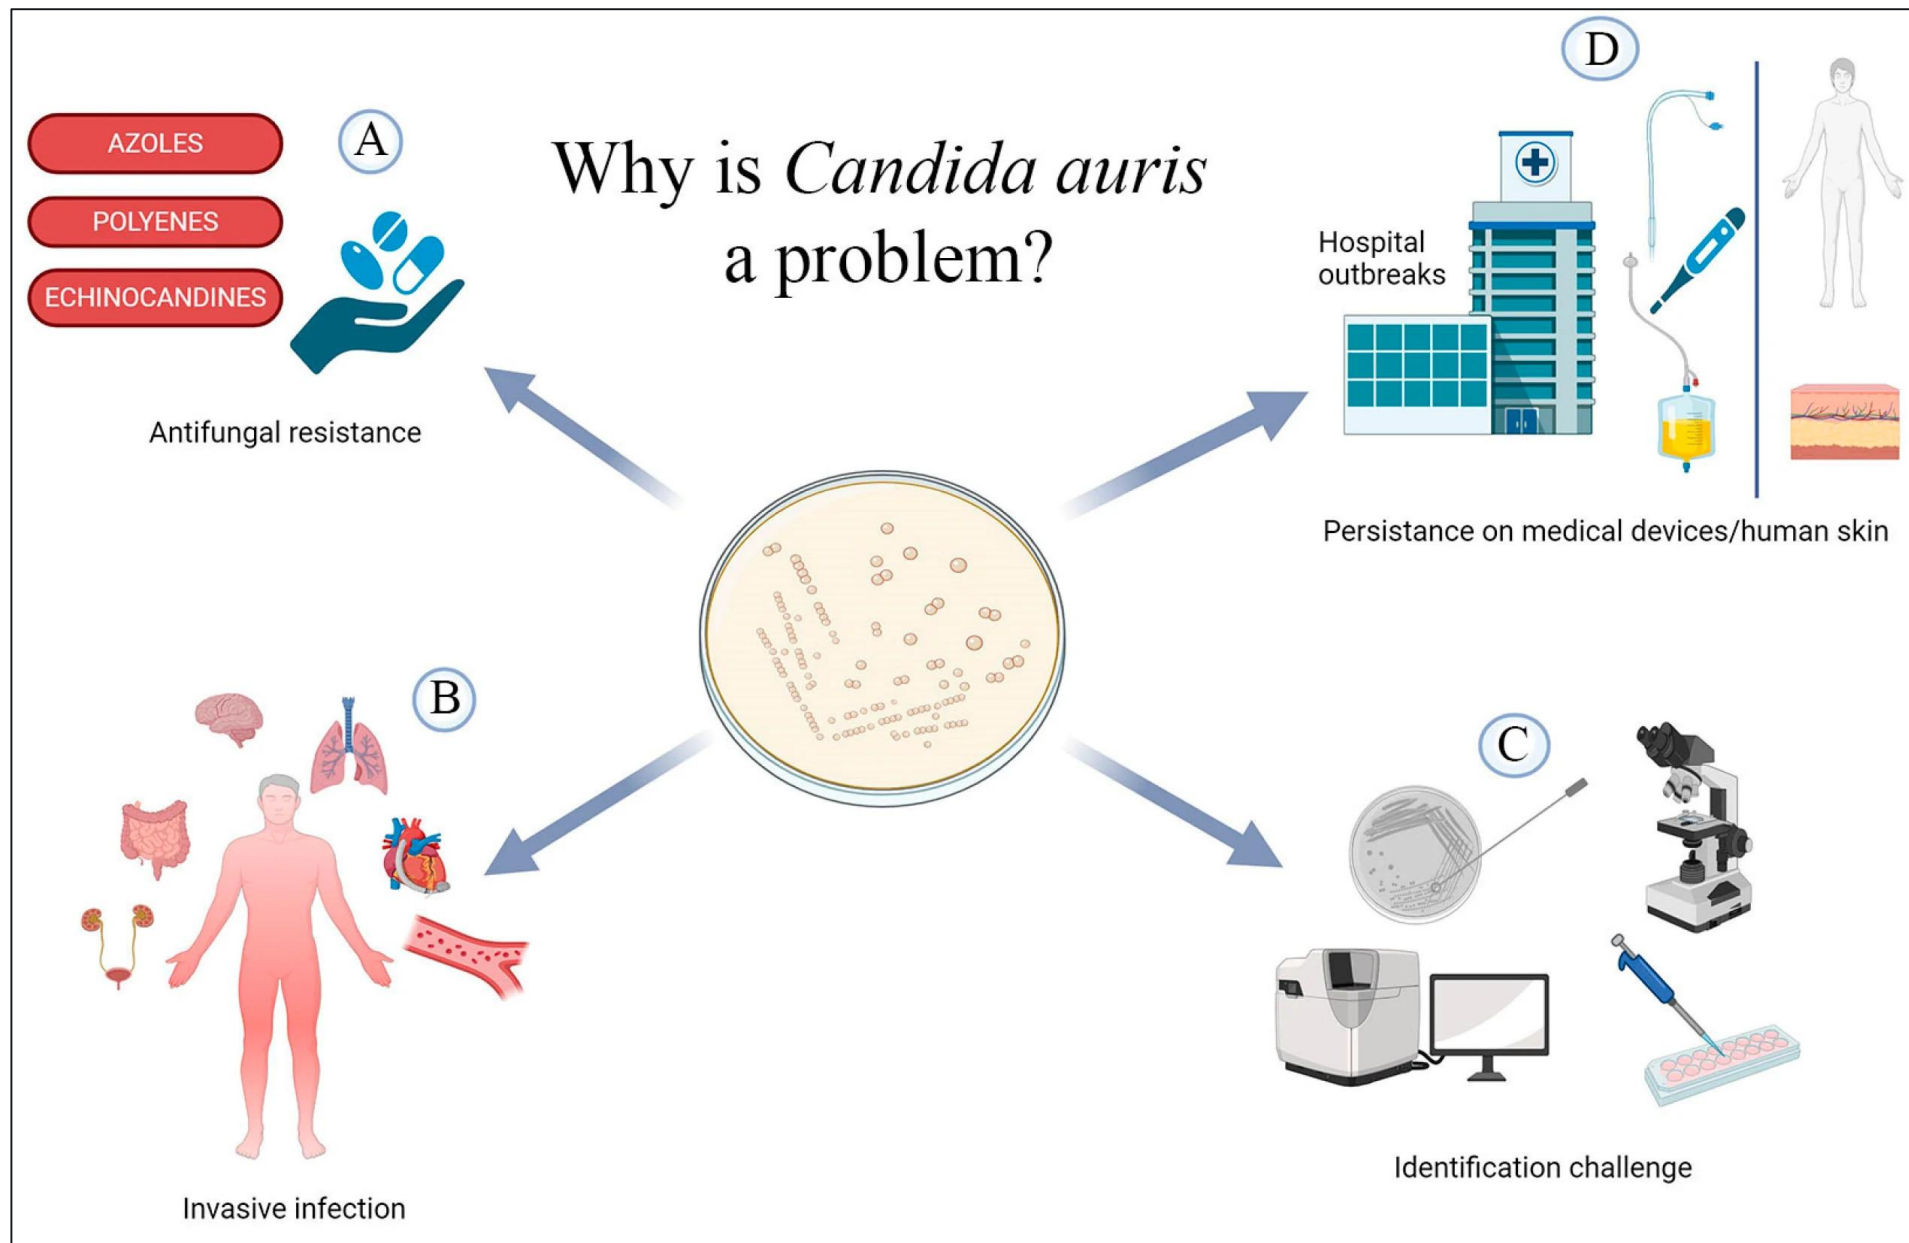 Why is Candida auris
a problem?
A
AZOLES
POLYENES
ECHINOCANDINES
Antifungal resistance
D
Hospital
outbreaks
Persistance on medical devices/human skin
B
Invasive infection
C
Identification challenge